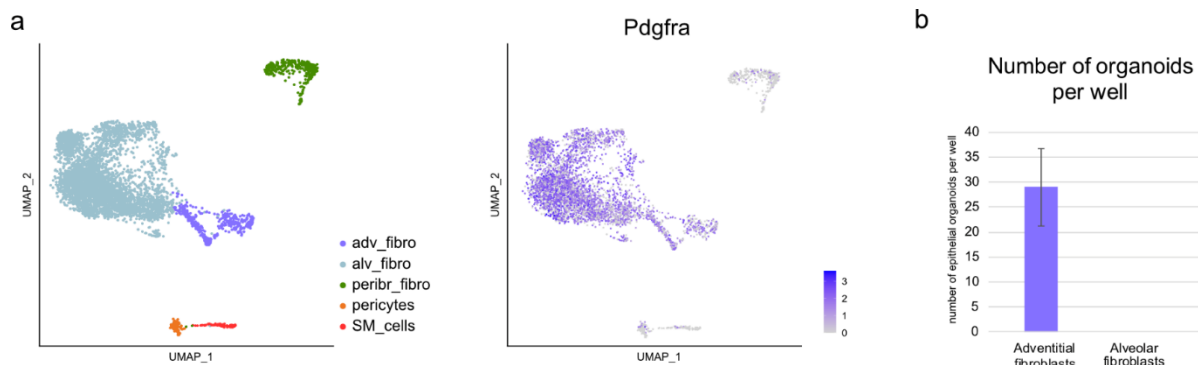 a
Pdgfra
UMAP_2
UMAP_1
adv_fibro
alv_fibro
peribr_fibro
pericytes
SM_cells
UMAP_2
UMAP_1
3
2
1
0
b
Number of organoids
per well
number of epithelial organoids per well
40
35
30
25
20
15
10
5
0
Adventitial
fibroblasts
Alveolar
fibroblasts